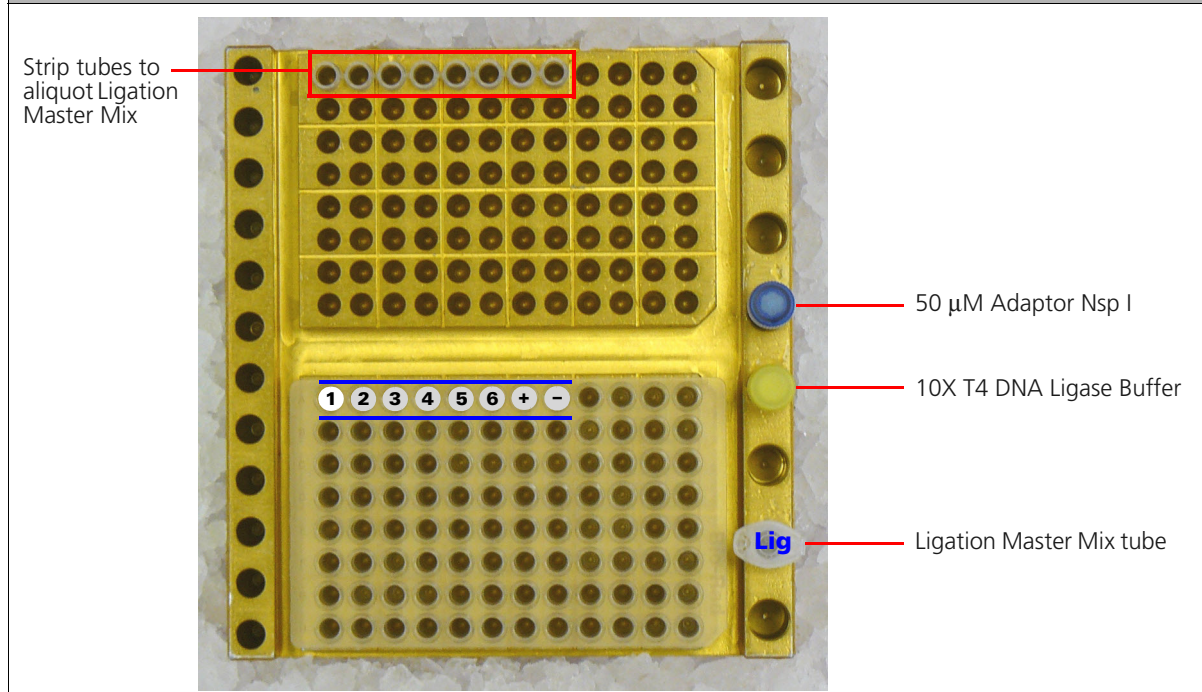 Strip tubes to
aliquot Ligation
Master Mix
50 μM Adaptor Nsp I
1 2 3 4 5 6 + –
10X T4 DNA Ligase Buffer
Lig
Ligation Master Mix tube